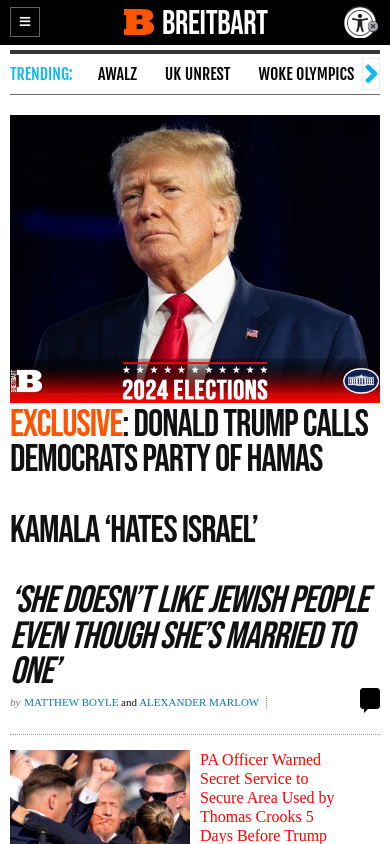 BREITBART
TRENDING:
AWALZ
UK UNREST
WOKE OLYMPICS
BREITBART
2024 ELECTIONS
EXCLUSIVE: DONALD TRUMP CALLS
DEMOCRATS PARTY OF HAMAS
KAMALA ‘HATES ISRAEL’
‘SHE DOESN’T LIKE JEWISH PEOPLE
EVEN THOUGH SHE’S MARRIED TO
ONE’
by MATTHEW BOYLE and ALEXANDER MARLOW
PA Officer Warned
Secret Service to
Secure Area Used by
Thomas Crooks 5
Days Before Trump